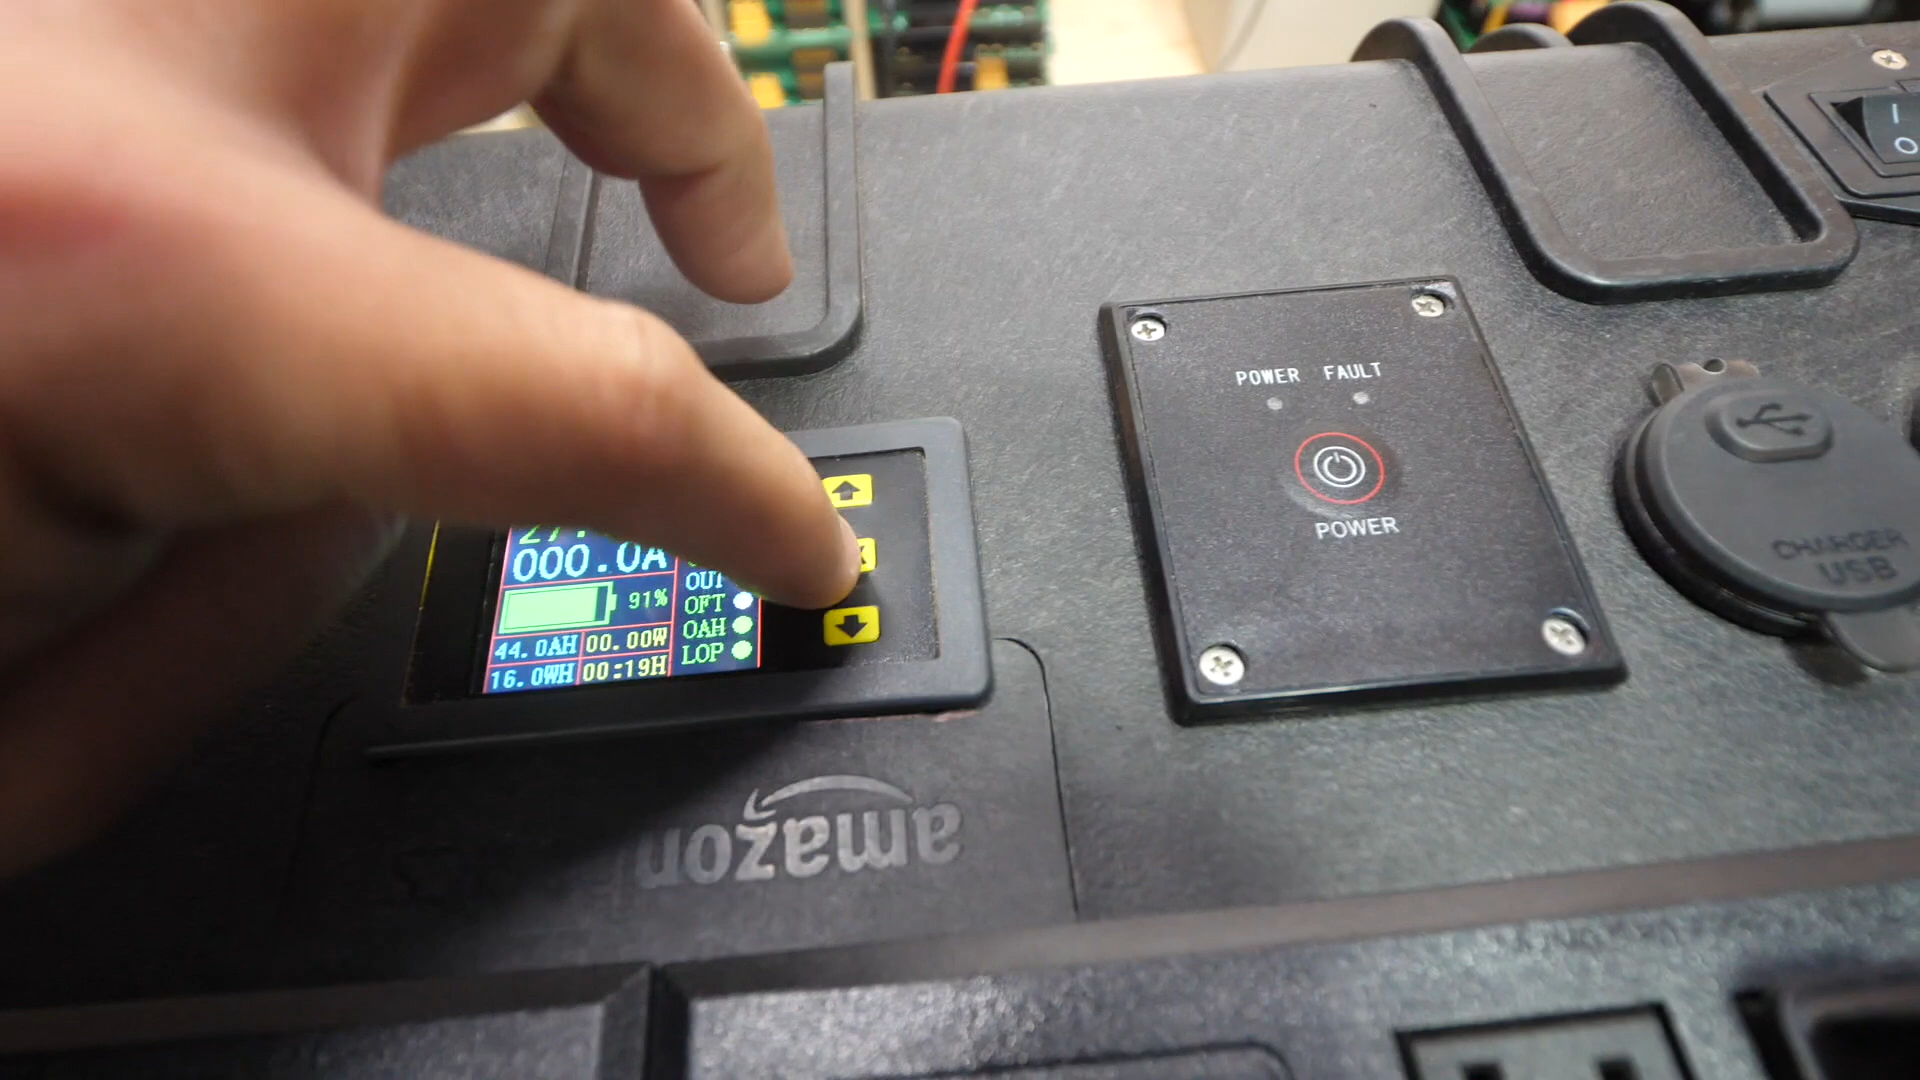 27.
000.0A
91%
44.0AH
00.00W
16.0WH
00:19H
OFT
OAH
LOP
POWER FAULT
POWER
CHARGER
USB
amazon
I
O